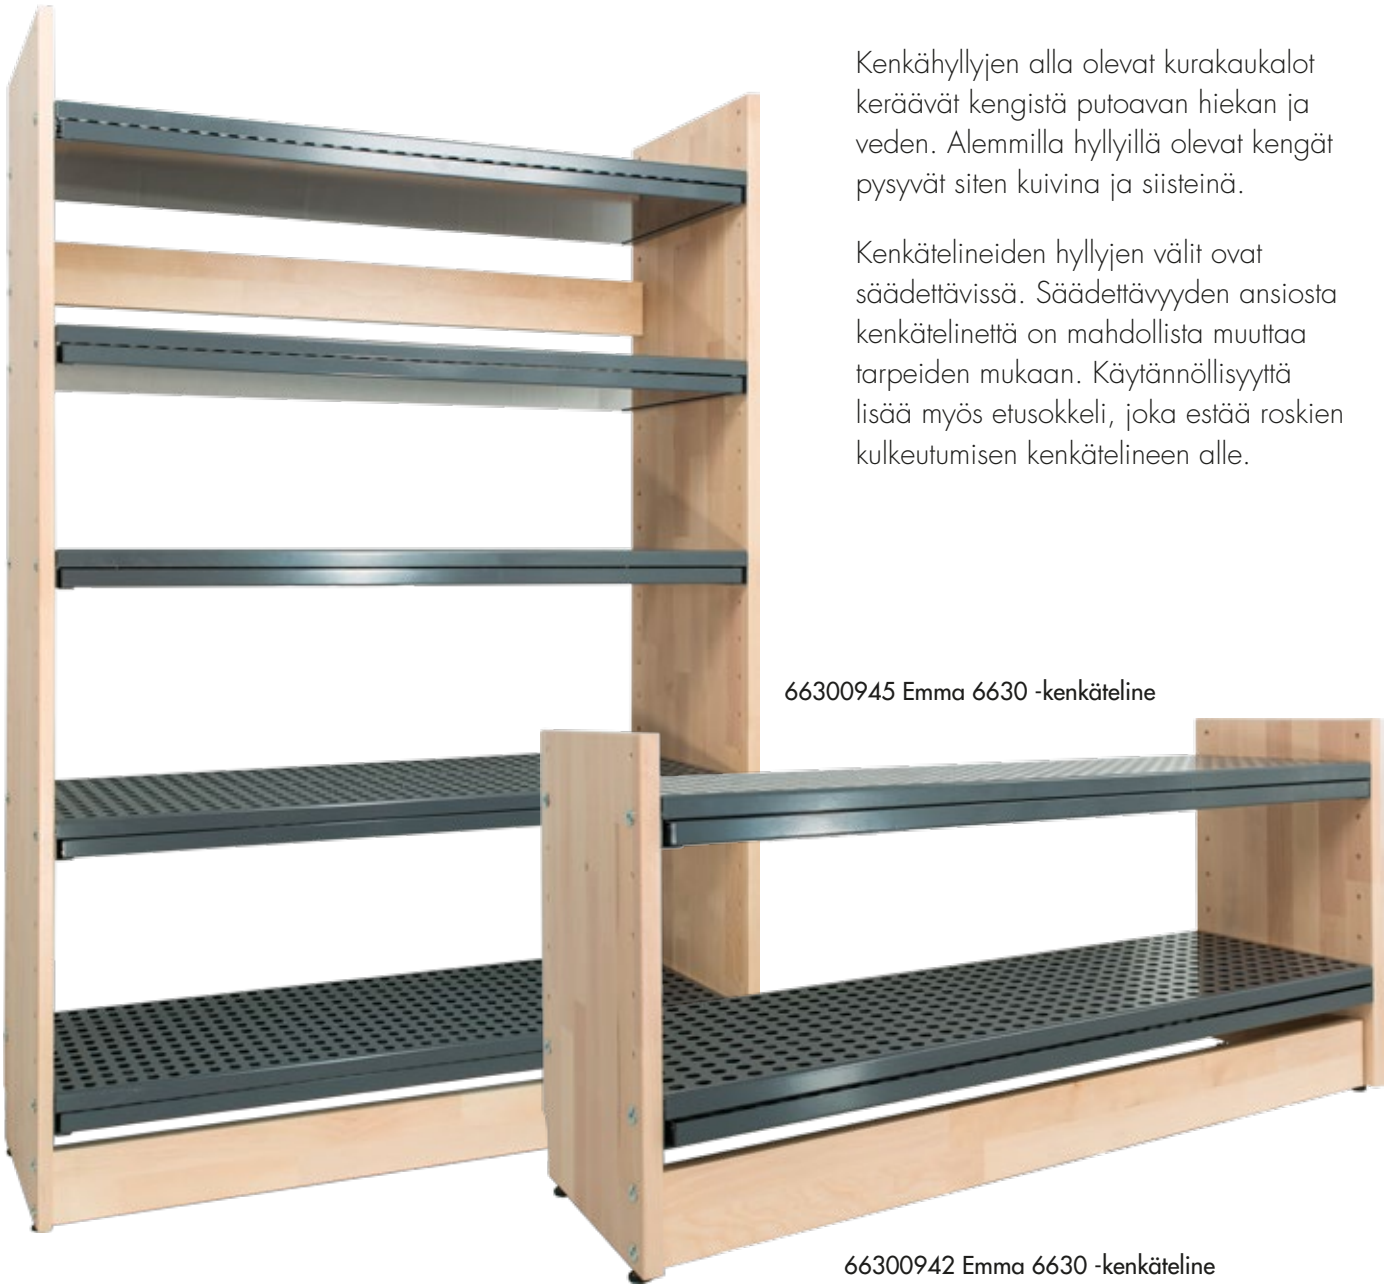 Kenkähyllyjen alla olevat kurakaukalot
keräävät kengistä putoavan hiekan ja
veden. Alemmilla hyllyillä olevat kengät
pysyvät siten kuivina ja siisteinä.
Kenkätelineiden hyllyjen välit ovat
säädettävissä. Säädettävyyden ansiosta
kenkätelinettä on mahdollista muuttaa
tarpeiden mukaan. Käytännöllisyyttä
lisää myös etusokkeli, joka estää roskien
kulkeutumisen kenkätelineen alle.
66300945 Emma 6630 -kenkäteline
66300942 Emma 6630 -kenkäteline